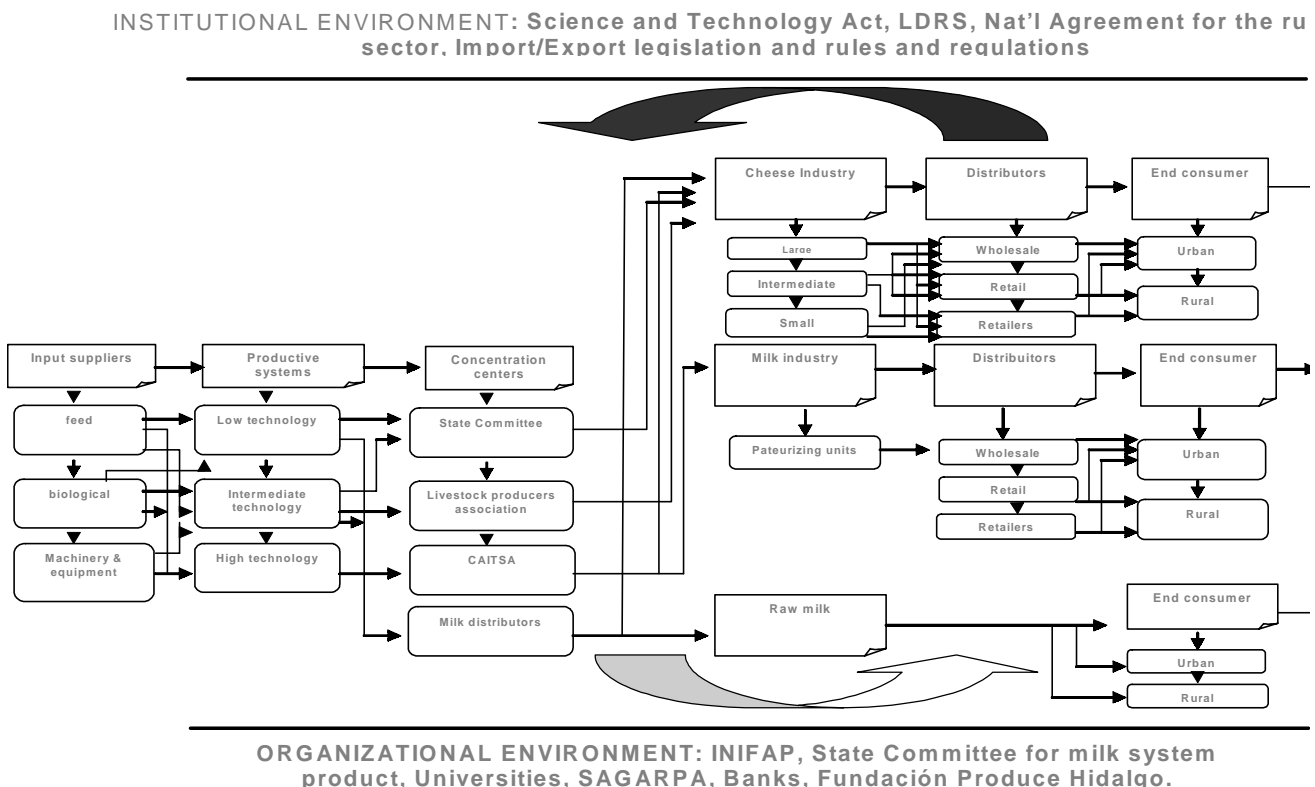 INSTITUTIONAL ENVIRONMENT: Science and Technology Act, LDRS, Nat'l Agreement for the ru
sector, Import/Export legislation and rules and regulations
Cheese Industry
Distributors
End consumer
Large
Wholesale
Urban
Intermediate
Retail
Rural
Small
Retailers
Input suppliers
Productive
systems
Concentration
centers
Milk industry
Distribuitors
End consumer
feed
Low technology
State Committee
Pateurizing units
Wholesale
Urban
biological
Intermediate
technology
Livestock producers
association
Retail
Rural
Retailers
Machinery &
equipment
High technology
CAITSA
Milk distributors
Raw milk
End consumer
Urban
Rural
ORGANIZATIONAL ENVIRONMENT: INIFAP, State Committee for milk system
product, Universities, SAGARPA, Banks, Fundación Produce Hidalgo.